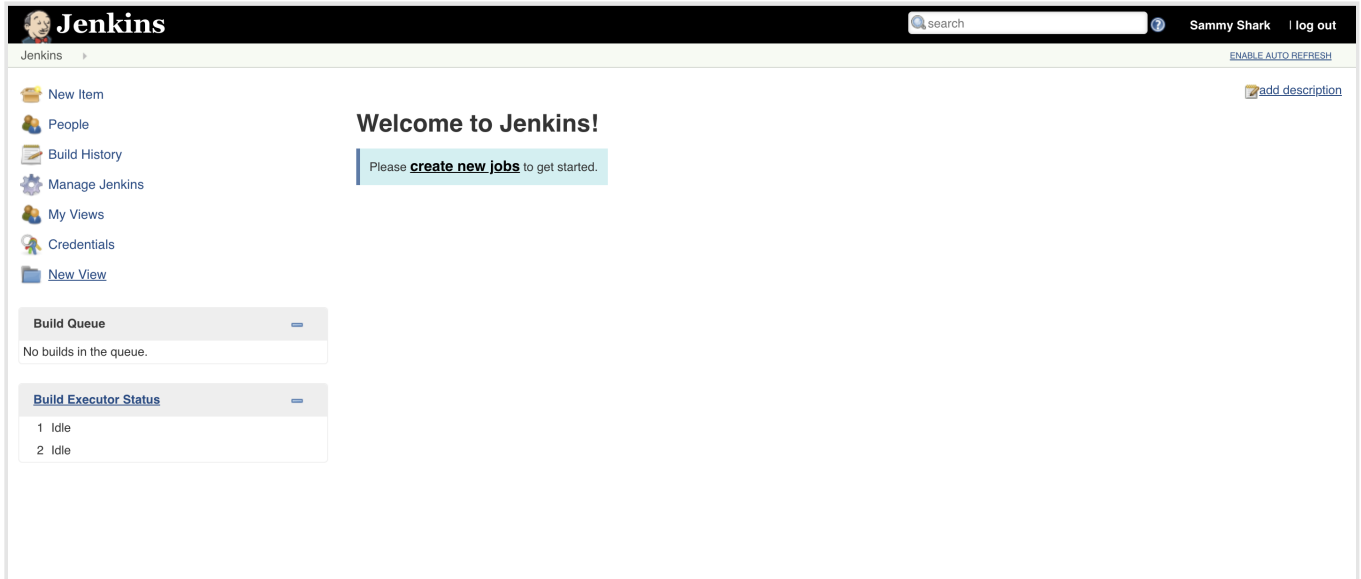 Jenkins
search
Sammy Shark | log out
Jenkins
ENABLE AUTO REFRESH
New Item
People
Build History
Manage Jenkins
My Views
Credentials
New View
Build Queue
No builds in the queue.
Build Executor Status
1 Idle
2 Idle
add description
Welcome to Jenkins!
Please create new jobs to get started.